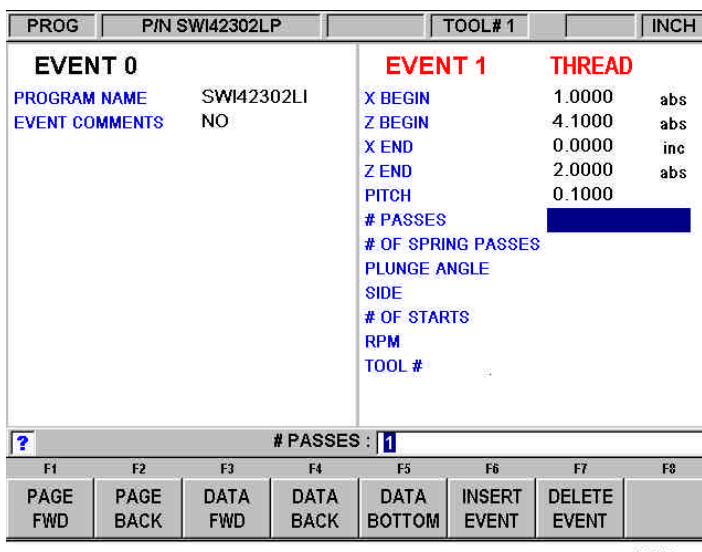 PROG P/N SWI42302LP TOOL# 1 INCH
EVENT 0
PROGRAM NAME SWI42302LI
EVENT COMMENTS NO
EVENT 1 THREAD
X BEGIN 1.0000 abs
Z BEGIN 4.1000 abs
X END 0.0000 inc
Z END 2.0000 abs
PITCH 0.1000
# PASSES
# OF SPRING PASSES
PLUNGE ANGLE
SIDE
# OF STARTS
RPM
TOOL #
? # PASSES : 1
F1 F2 F3 F4 F5 F6 F7 F8
PAGE FWD PAGE BACK DATA FWD DATA BACK DATA BOTTOM INSERT EVENT DELETE EVENT